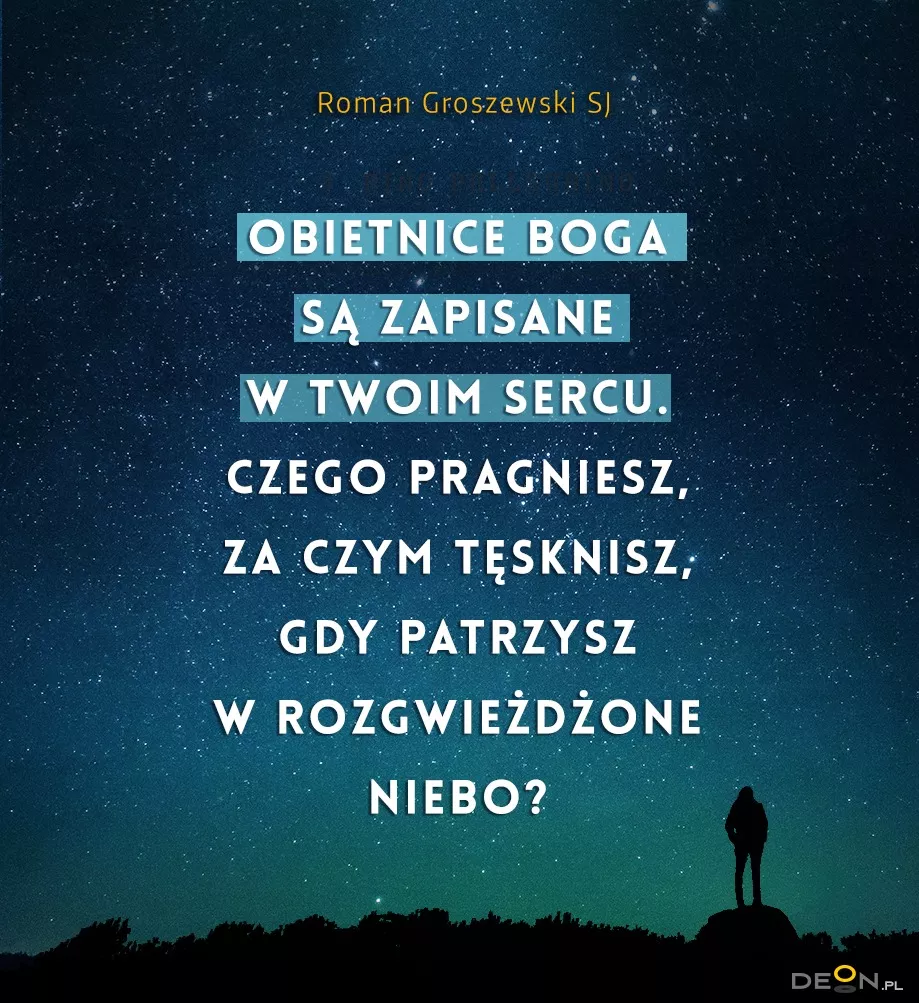 Roman Groszewski SJ
OBIETNICE BOGA
SĄ ZAPISANE
W TWOIM SERCU.
CZEGO PRAGNIESZ,
ZA CZYM TĘSKNISZ,
GDY PATRZYSZ
W ROZGWIEŻDŻONE
NIEBO?
DEON.PL